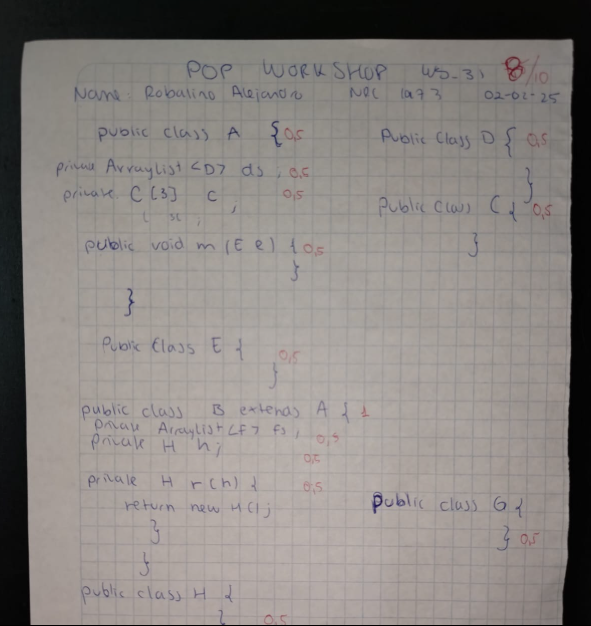 POP WORKSHOP WS-31 8/10
Name: Robalino Alejandro NRC 1973 02-02-25
public class A { 0,5
Public Class D { 0,5
private Arraylist <D> ds; 0,5
}
private C [3] c ; 0,5
Public Class C { 0,5
public void m (E e) { 0,5
}
}
}
Public Class E { 0,5
}
public class B extends A { 1
private Arraylist <F> fs; 0,5
private H h; 0,5
private H r (h) { 0,5
return new H();
public class G {
} 0,5
}
}
public class H {
} 0,5